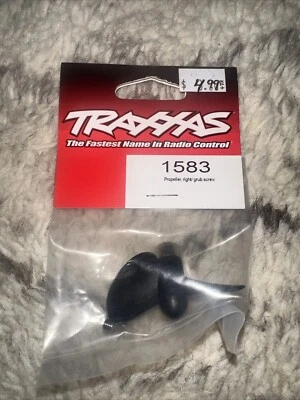 $ 4.99
TRAXXAS
The Fastest Name In Radio Control
1583
Propeller, right/ grub screw